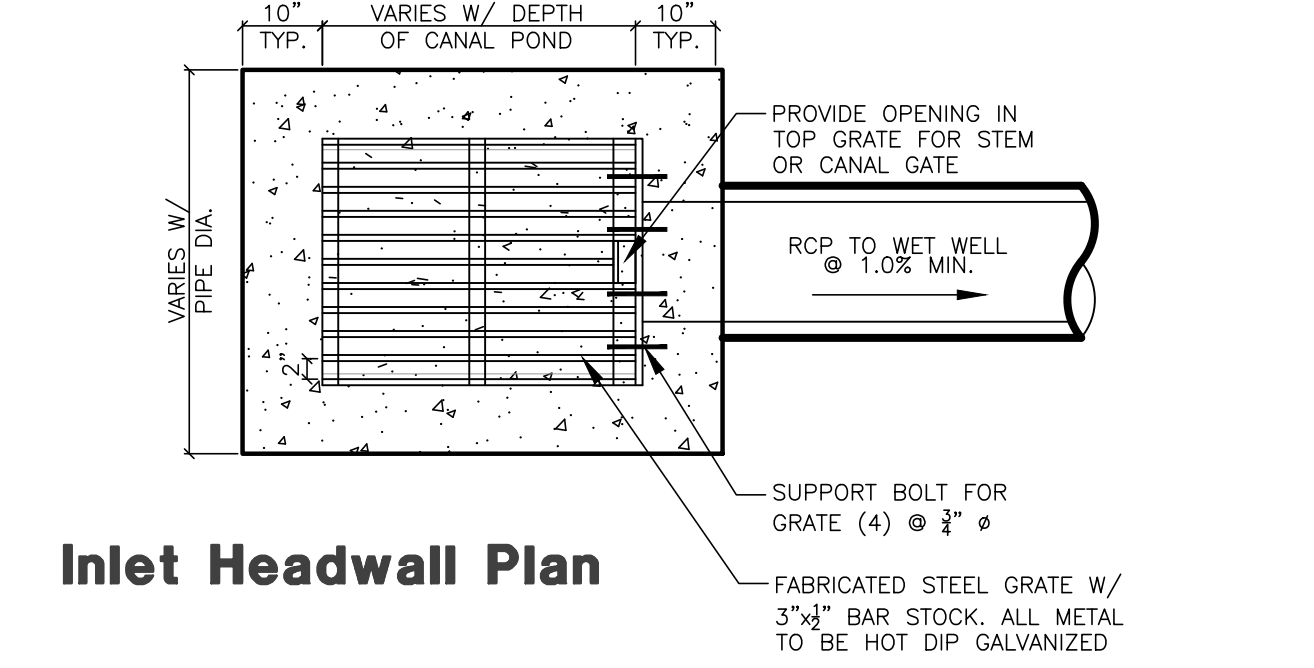 10" VARIES W/ DEPTH 10"
TYP. OF CANAL POND TYP.
PROVIDE OPENING IN
TOP GRATE FOR STEM
OR CANAL GATE
VARIES W/
PIPE DIA.
RCP TO WET WELL
@ 1.0% MIN.
2"
SUPPORT BOLT FOR
GRATE (4) @ 3/4" ø
Inlet Headwall Plan
FABRICATED STEEL GRATE W/
3"x1/2" BAR STOCK. ALL METAL
TO BE HOT DIP GALVANIZED